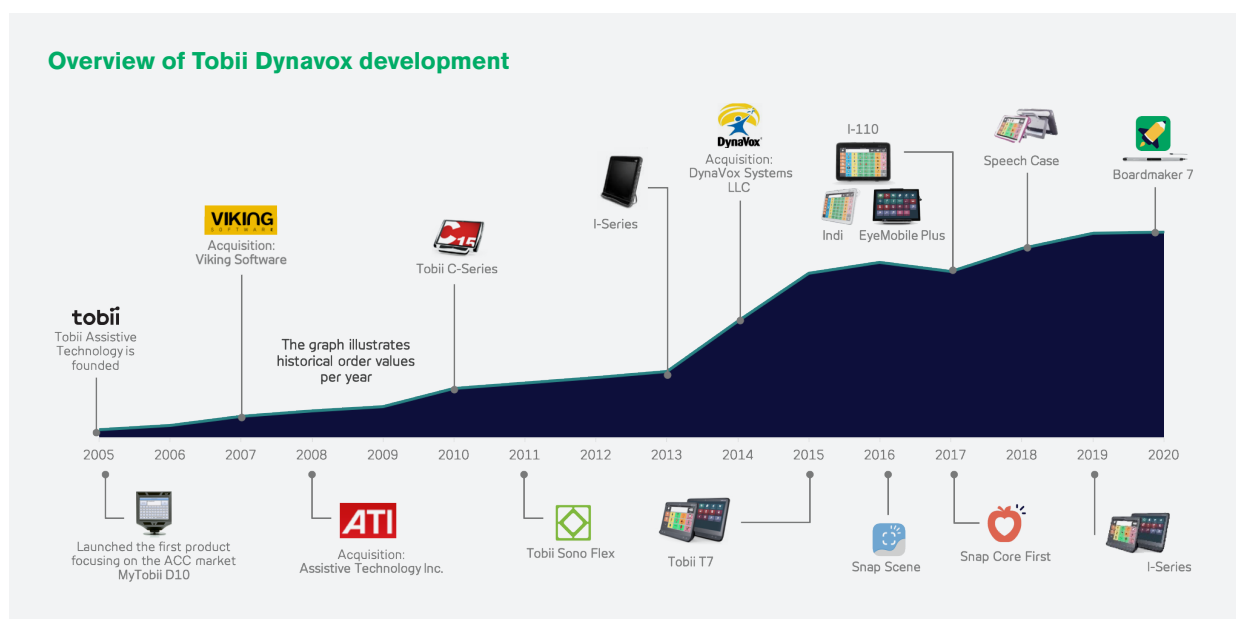 Overview of Tobii Dynavox development
tobii
Tobii Assistive
Technology is
founded
VIKING
SOFTWARE
Acquisition:
Viking Software
The graph illustrates
historical order values
per year
C15
Tobii C-Series
I-Series
DynaVox
Acquisition:
DynaVox Systems
LLC
I-110
Indi
EyeMobile Plus
Speech Case
Boardmaker 7
2005
2006
2007
2008
2009
2010
2011
2012
2013
2014
2015
2016
2017
2018
2019
2020
Launched the first product
focusing on the ACC market
MyTobii D10
ATI
Acquisition:
Assistive Technology Inc.
Tobii Sono Flex
Tobii T7
Snap Scene
Snap Core First
I-Series